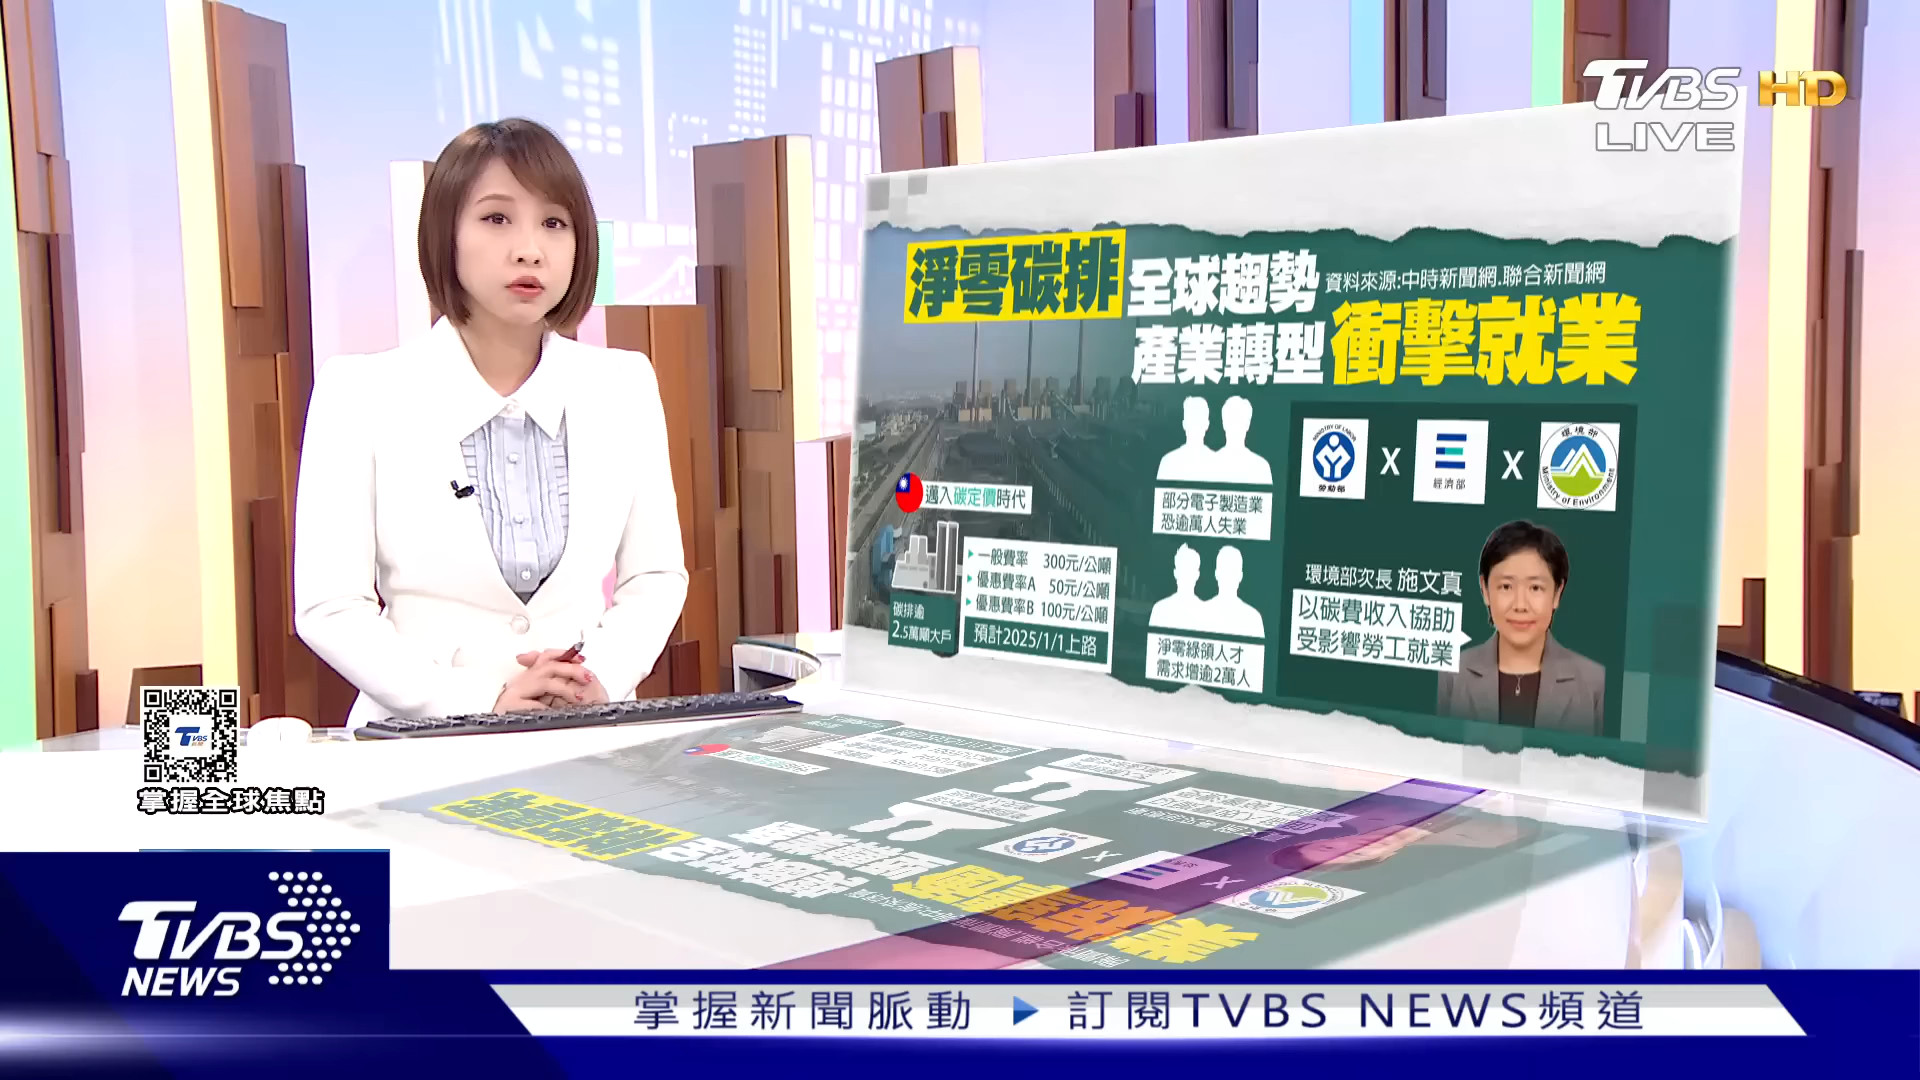 TVBS HD
LIVE
淨零碳排 全球趨勢
資料來源:中時新聞網.聯合新聞網
產業轉型 衝擊就業
邁入碳定價時代
碳排逾
2.5萬噸大戶
一般費率 300元/公噸
優惠費率A 50元/公噸
優惠費率B 100元/公噸
預計2025/1/1上路
部分電子製造業
恐逾萬人失業
淨零綠領人才
需求增逾2萬人
MINISTRY OF LABOR
勞動部
X
經濟部
X
環境部
Ministry of Environment
環境部次長 施文真
以碳費收入協助
受影響勞工就業
TVBS
新聞
掌握全球焦點
TVBS
NEWS
掌握新聞脈動 訂閱TVBS NEWS頻道